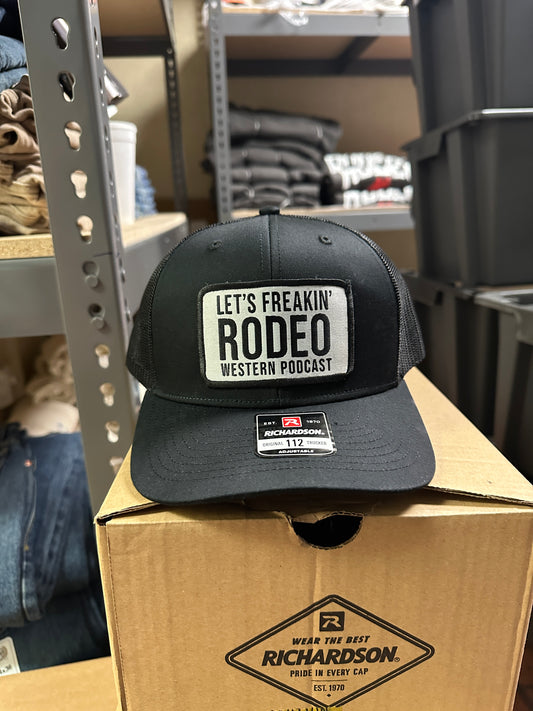 LET'S FREAKIN'
RODEO
WESTERN PODCAST
EST. R 1970
RICHARDSON®
ORIGINAL 112 TRUCKER
ADJUSTABLE
R
WEAR THE BEST
RICHARDSON®
PRIDE IN EVERY CAP
EST. 1970